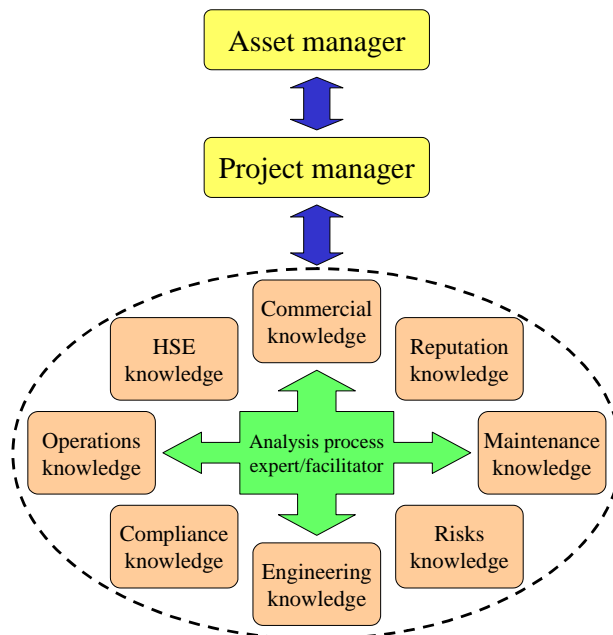 Asset manager
Project manager
Commercial
knowledge
HSE
knowledge
Reputation
knowledge
Operations
knowledge
Analysis process
expert/facilitator
Maintenance
knowledge
Compliance
knowledge
Risks
knowledge
Engineering
knowledge